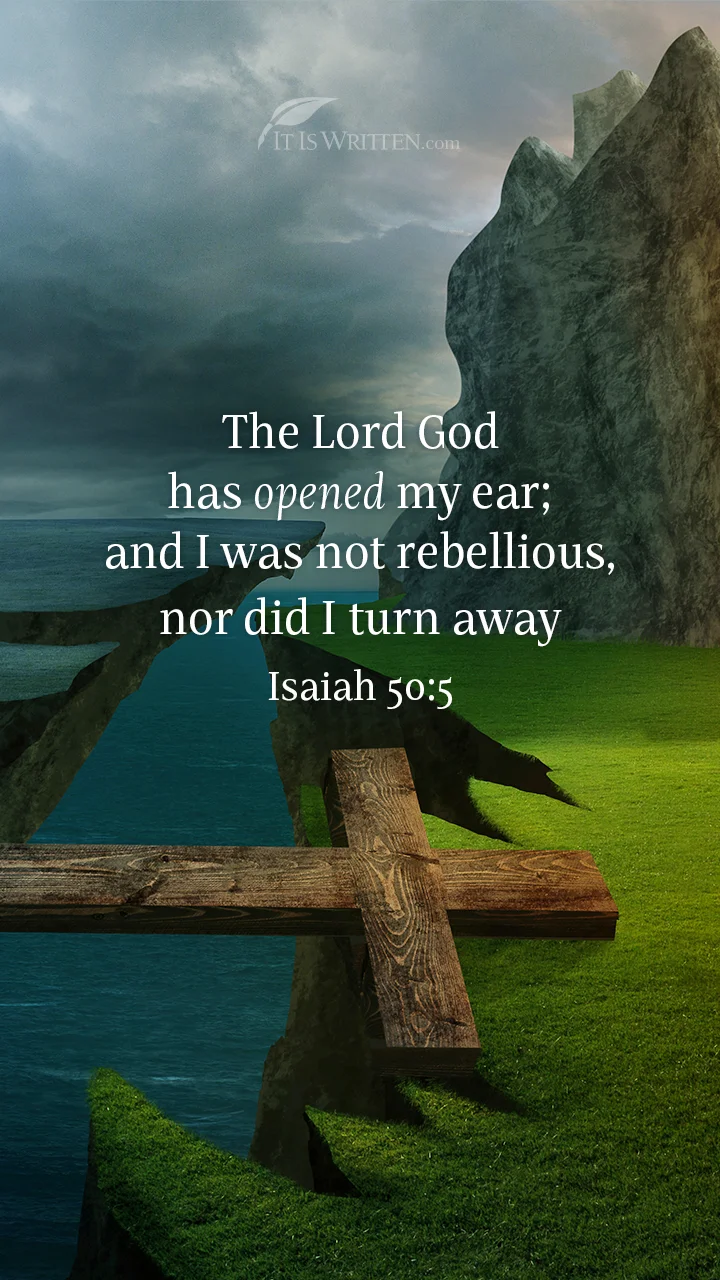 IT IS WRITTEN.com
The Lord God
has opened my ear;
and I was not rebellious,
nor did I turn away
Isaiah 50:5